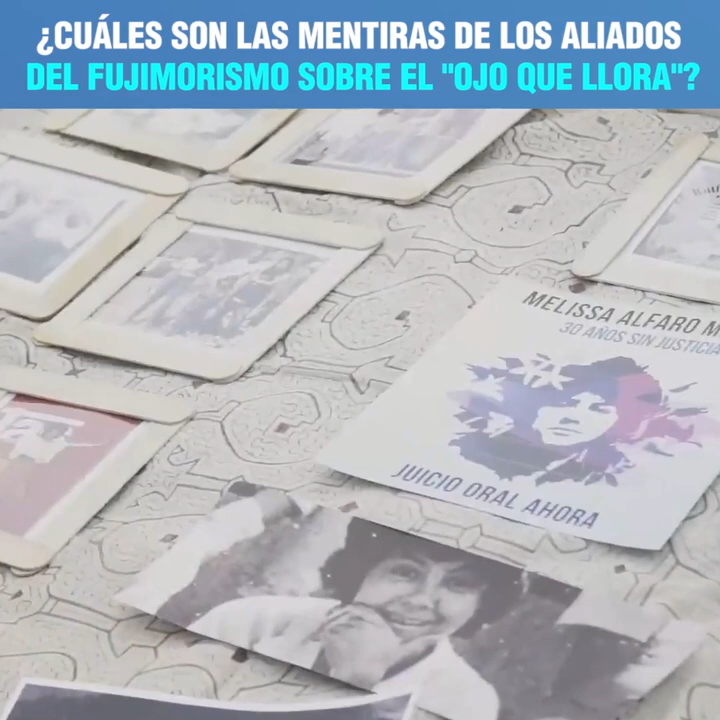 ¿CUÁLES SON LAS MENTIRAS DE LOS ALIADOS
DEL FUJIMORISMO SOBRE EL "OJO QUE LLORA"?
MELISSA ALFARO M
30 AÑOS SIN JUSTICIA
JUICIO ORAL AHORA